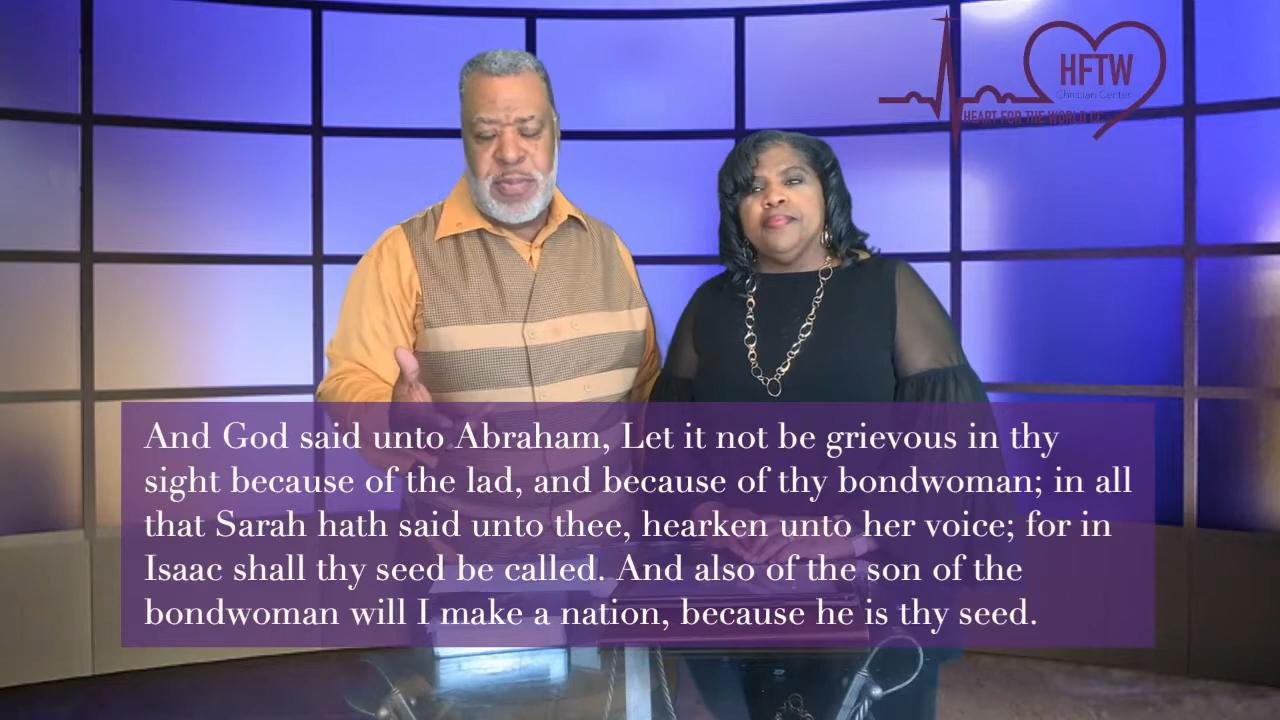 HFTW
Christian Center
HEART FOR THE WORLD CC
And God said unto Abraham, Let it not be grievous in thy
sight because of the lad, and because of thy bondwoman; in all
that Sarah hath said unto thee, hearken unto her voice; for in
Isaac shall thy seed be called. And also of the son of the
bondwoman will I make a nation, because he is thy seed.